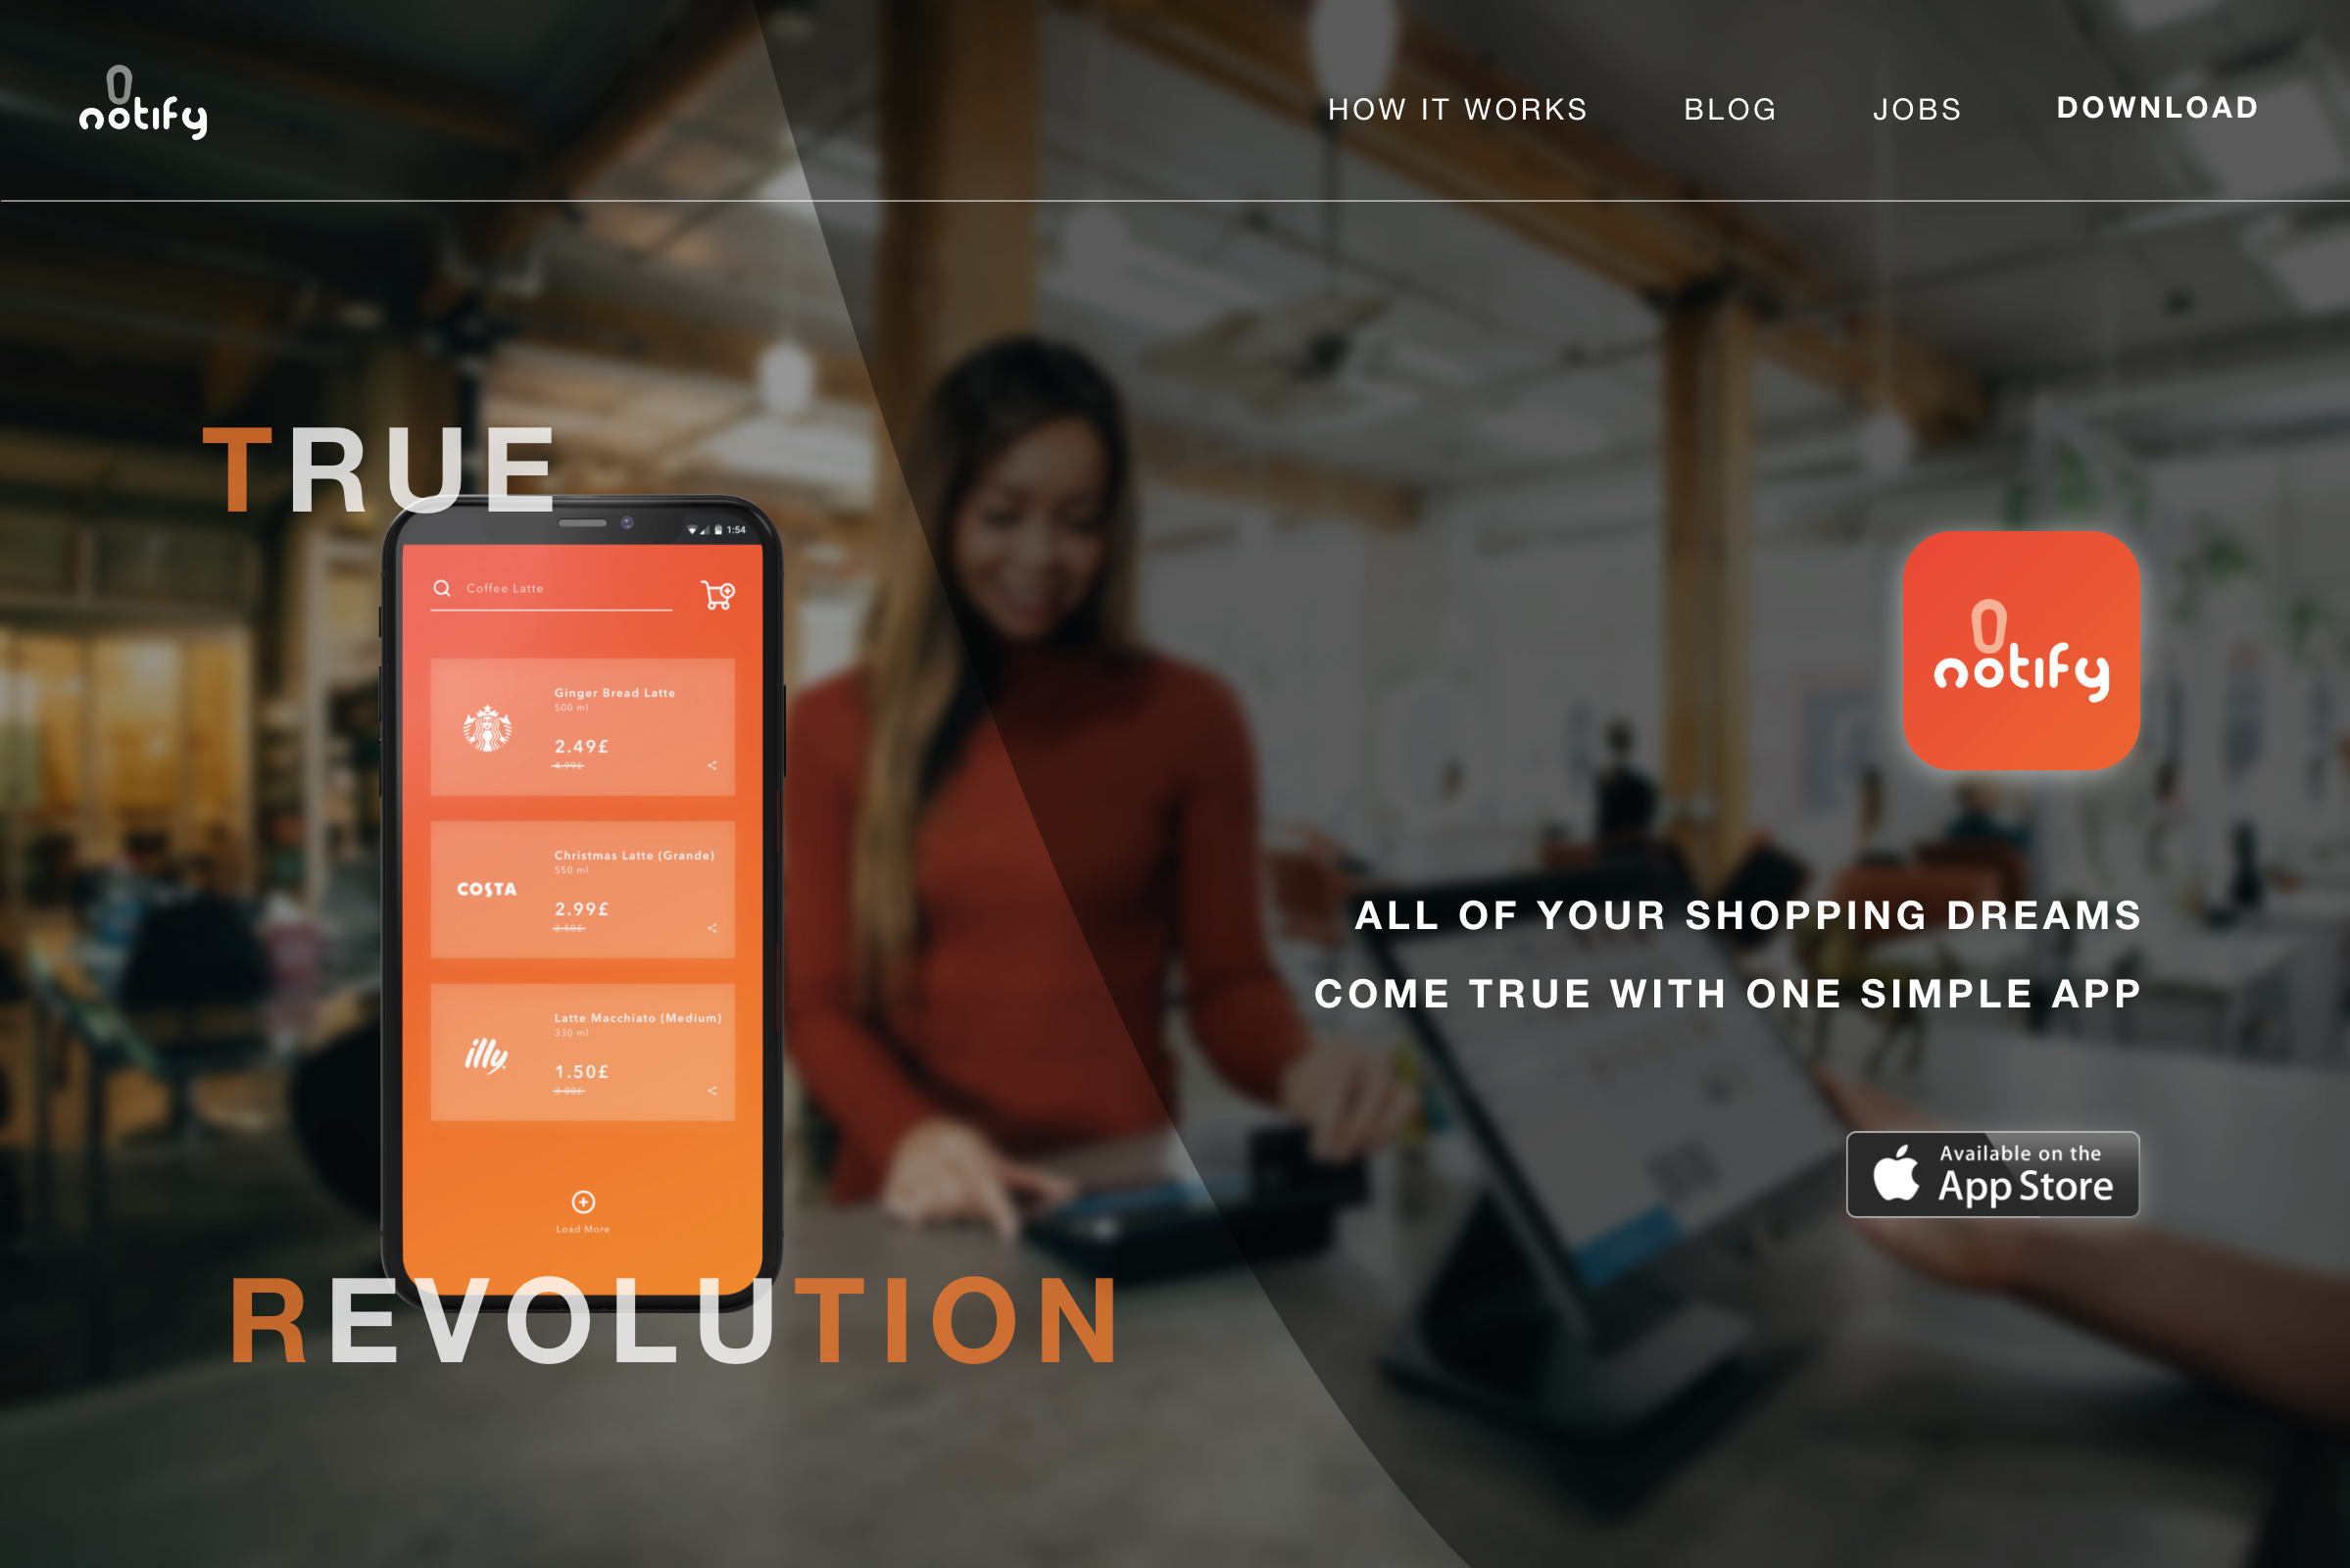 notify
HOW IT WORKS
BLOG
JOBS
DOWNLOAD
TRUE
1:54
Coffee Latte
Ginger Bread Latte
500 ml
2.49£
4.99£
Christmas Latte (Grande)
550 ml
COSTA
2.99£
3.50£
Latte Macchiato (Medium)
330 ml
illy
1.50£
3.00£
Load More
REVOLUTION
notify
ALL OF YOUR SHOPPING DREAMS
COME TRUE WITH ONE SIMPLE APP
Available on the
App Store